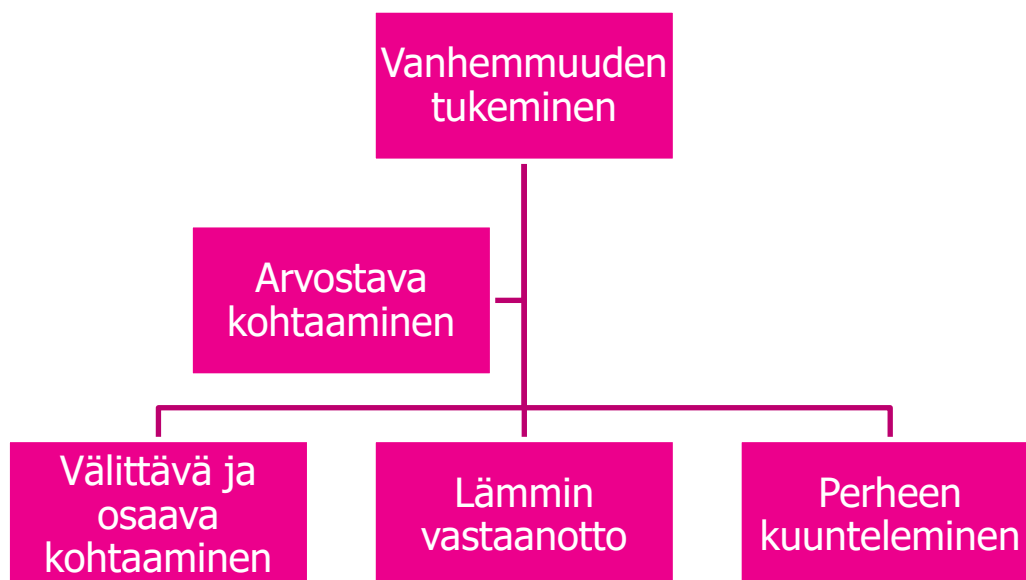 Vanhemmuuden
tukeminen
Arvostava
kohtaaminen
Välittävä ja
osaava
kohtaaminen
Lämmin
vastaanotto
Perheen
kuunteleminen